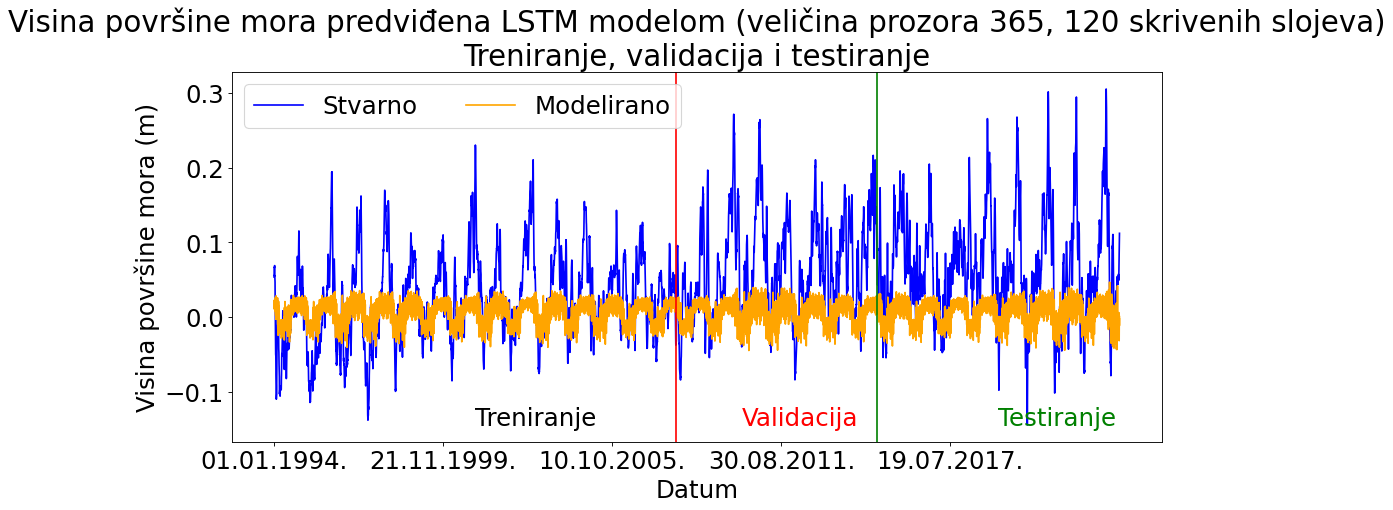 Visina površine mora predviđena LSTM modelom (veličina prozora 365, 120 skrivenih slojeva)
Treniranje, validacija i testiranje
Stvarno
Modelirano
Visina površine mora (m)
0.3
0.2
0.1
0.0
−0.1
Treniranje
Validacija
Testiranje
01.01.1994.
21.11.1999.
10.10.2005.
30.08.2011.
19.07.2017.
Datum